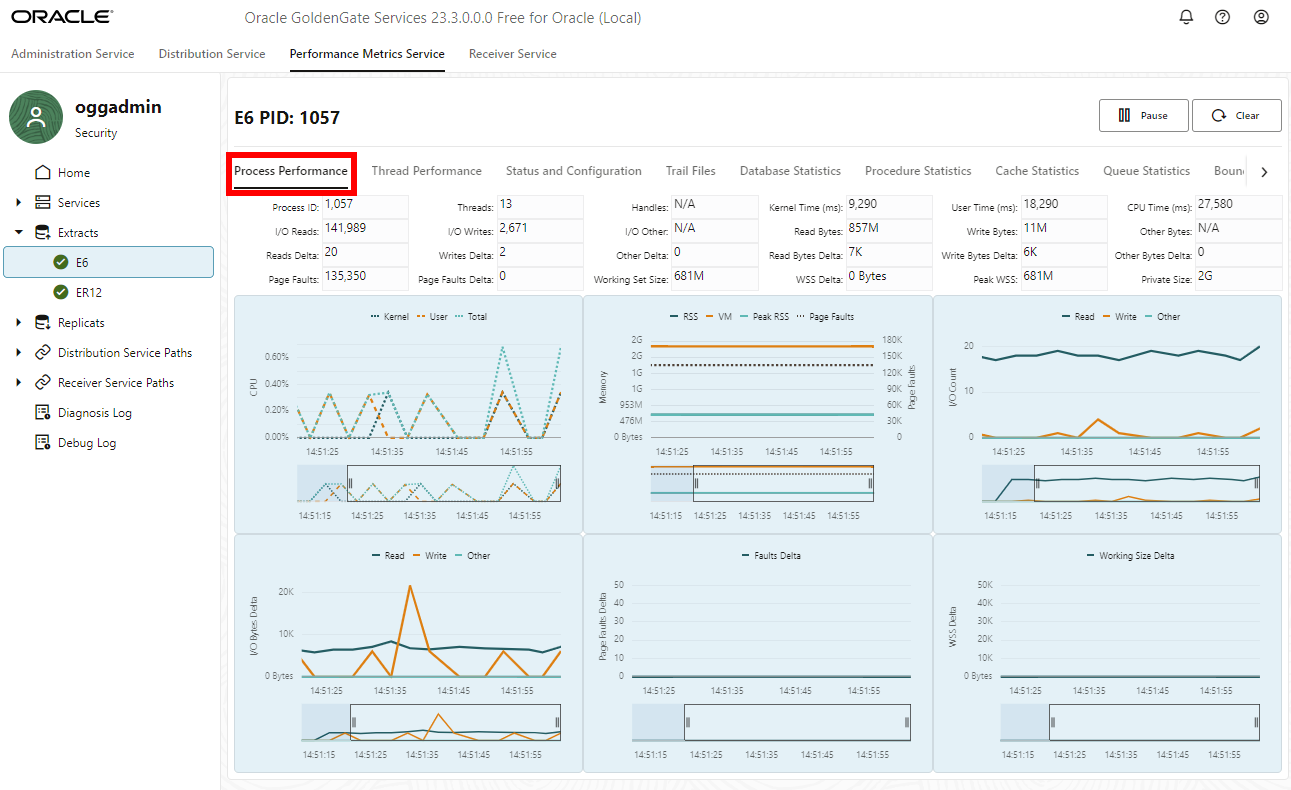 ORACLE
Oracle GoldenGate Services 23.3.0.0.0 Free for Oracle (Local)
Administration Service Distribution Service Performance Metrics Service Receiver Service
oggadmin
Security
Home
Services
Extracts
E6
ER12
Replicats
Distribution Service Paths
Receiver Service Paths
Diagnosis Log
Debug Log
E6 PID: 1057
Pause Clear
Process Performance Thread Performance Status and Configuration Trail Files Database Statistics Procedure Statistics Cache Statistics Queue Statistics Boun
Process ID: 1,057 Threads: 13 Handles: N/A Kernel Time (ms): 9,290 User Time (ms): 18,290 CPU Time (ms): 27,580
I/O Reads: 141,989 I/O Writes: 2,671 I/O Other: N/A Read Bytes: 857M Write Bytes: 11M Other Bytes: N/A
Reads Delta: 20 Writes Delta: 2 Other Delta: 0 Read Bytes Delta: 7K Write Bytes Delta: 6K Other Bytes Delta: 0
Page Faults: 135,350 Page Faults Delta: 0 Working Set Size: 681M WSS Delta: 0 Bytes Peak WSS: 681M Private Size: 2G
Kernel User Total
CPU
0.60%
0.40%
0.20%
0.00%
14:51:25 14:51:35 14:51:45 14:51:55
14:51:15 14:51:25 14:51:35 14:51:45 14:51:55
RSS VM Peak RSS Page Faults
Memory
2G
2G
1G
1G
953M
476M
0 Bytes
180K
150K
120K
90K
60K
30K
0
Page Faults
14:51:25 14:51:35 14:51:45 14:51:55
14:51:15 14:51:25 14:51:35 14:51:45 14:51:55
Read Write Other
I/O Count
20
10
0
14:51:25 14:51:35 14:51:45 14:51:55
14:51:15 14:51:25 14:51:35 14:51:45 14:51:55
Read Write Other
I/O Bytes Delta
20K
10K
0 Bytes
14:51:25 14:51:35 14:51:45 14:51:55
14:51:15 14:51:25 14:51:35 14:51:45 14:51:55
Faults Delta
Page Faults Delta
50
40
30
20
10
0
14:51:25 14:51:35 14:51:45 14:51:55
14:51:15 14:51:25 14:51:35 14:51:45 14:51:55
Working Size Delta
WSS Delta
50K
40K
30K
20K
10K
0 Bytes
14:51:25 14:51:35 14:51:45 14:51:55
14:51:15 14:51:25 14:51:35 14:51:45 14:51:55